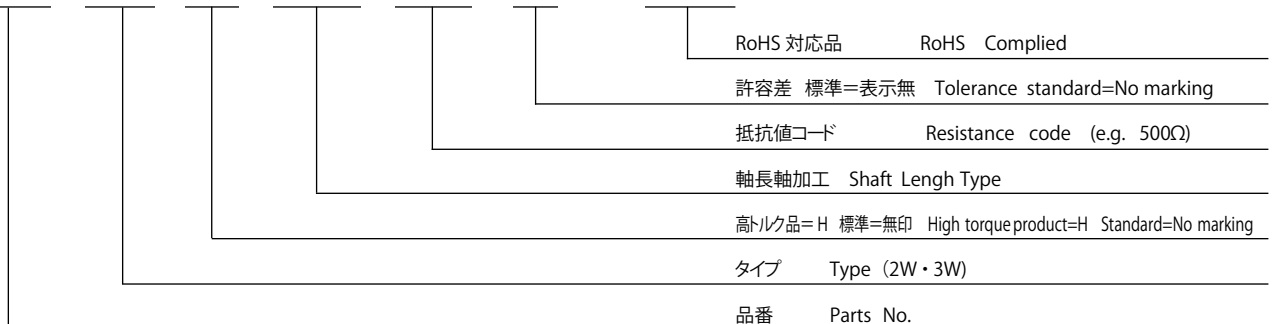 RoHS 対応品 RoHS Complied
許容差 標準＝表示無 Tolerance standard=No marking
抵抗値コード Resistance code (e.g. 500Ω)
軸長軸加工 Shaft Lengh Type
高トルク品＝H 標準＝無印 High torque product=H Standard=No marking
タイプ Type（2W・3W)
品番 Parts No.